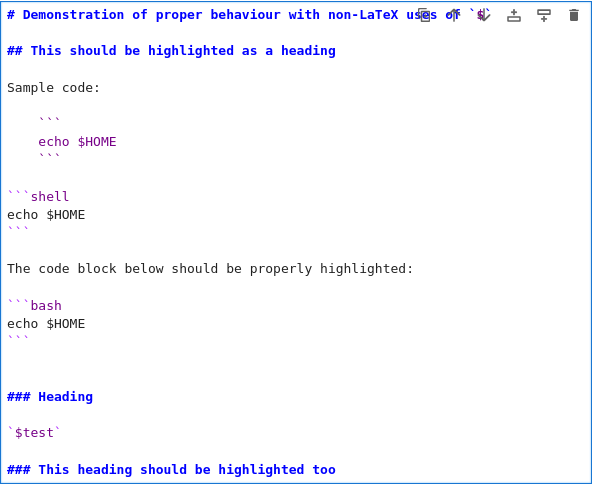 # Demonstration of proper behaviour with non-LaTeX uses of `$`
## This should be highlighted as a heading
Sample code:
```
echo $HOME
```
```shell
echo $HOME
```
The code block below should be properly highlighted:
```bash
echo $HOME
```
### Heading
`$test`
### This heading should be highlighted too